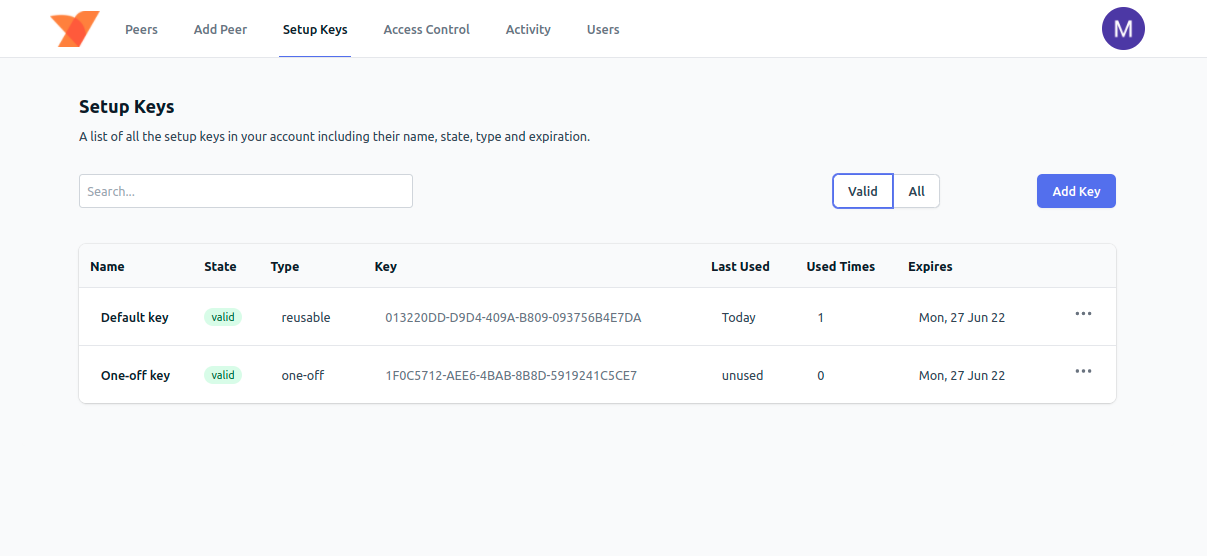 Peers Add Peer Setup Keys Access Control Activity Users M
Setup Keys
A list of all the setup keys in your account including their name, state, type and expiration.
Search... Valid All Add Key
Name State Type Key Last Used Used Times Expires
Default key valid reusable 013220DD-D9D4-409A-B809-093756B4E7DA Today 1 Mon, 27 Jun 22
One-off key valid one-off 1F0C5712-AEE6-4BAB-8B8D-5919241C5CE7 unused 0 Mon, 27 Jun 22